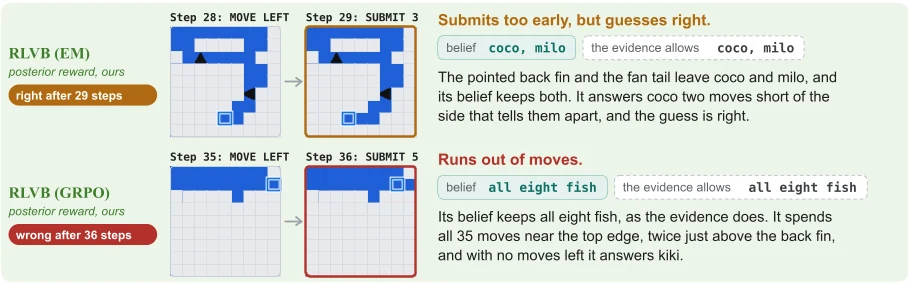 Step 28: MOVE LEFT
Step 29: SUBMIT 3
Submits too early, but guesses right.
RLVB (EM)
posterior reward, ours
right after 29 steps
belief coco, milo
the evidence allows coco, milo
The pointed back fin and the fan tail leave coco and milo, and
its belief keeps both. It answers coco two moves short of the
side that tells them apart, and the guess is right.
Step 35: MOVE LEFT
Step 36: SUBMIT 5
Runs out of moves.
RLVB (GRPO)
posterior reward, ours
wrong after 36 steps
belief all eight fish
the evidence allows all eight fish
Its belief keeps all eight fish, as the evidence does. It spends
all 35 moves near the top edge, twice just above the back fin,
and with no moves left it answers kiki.